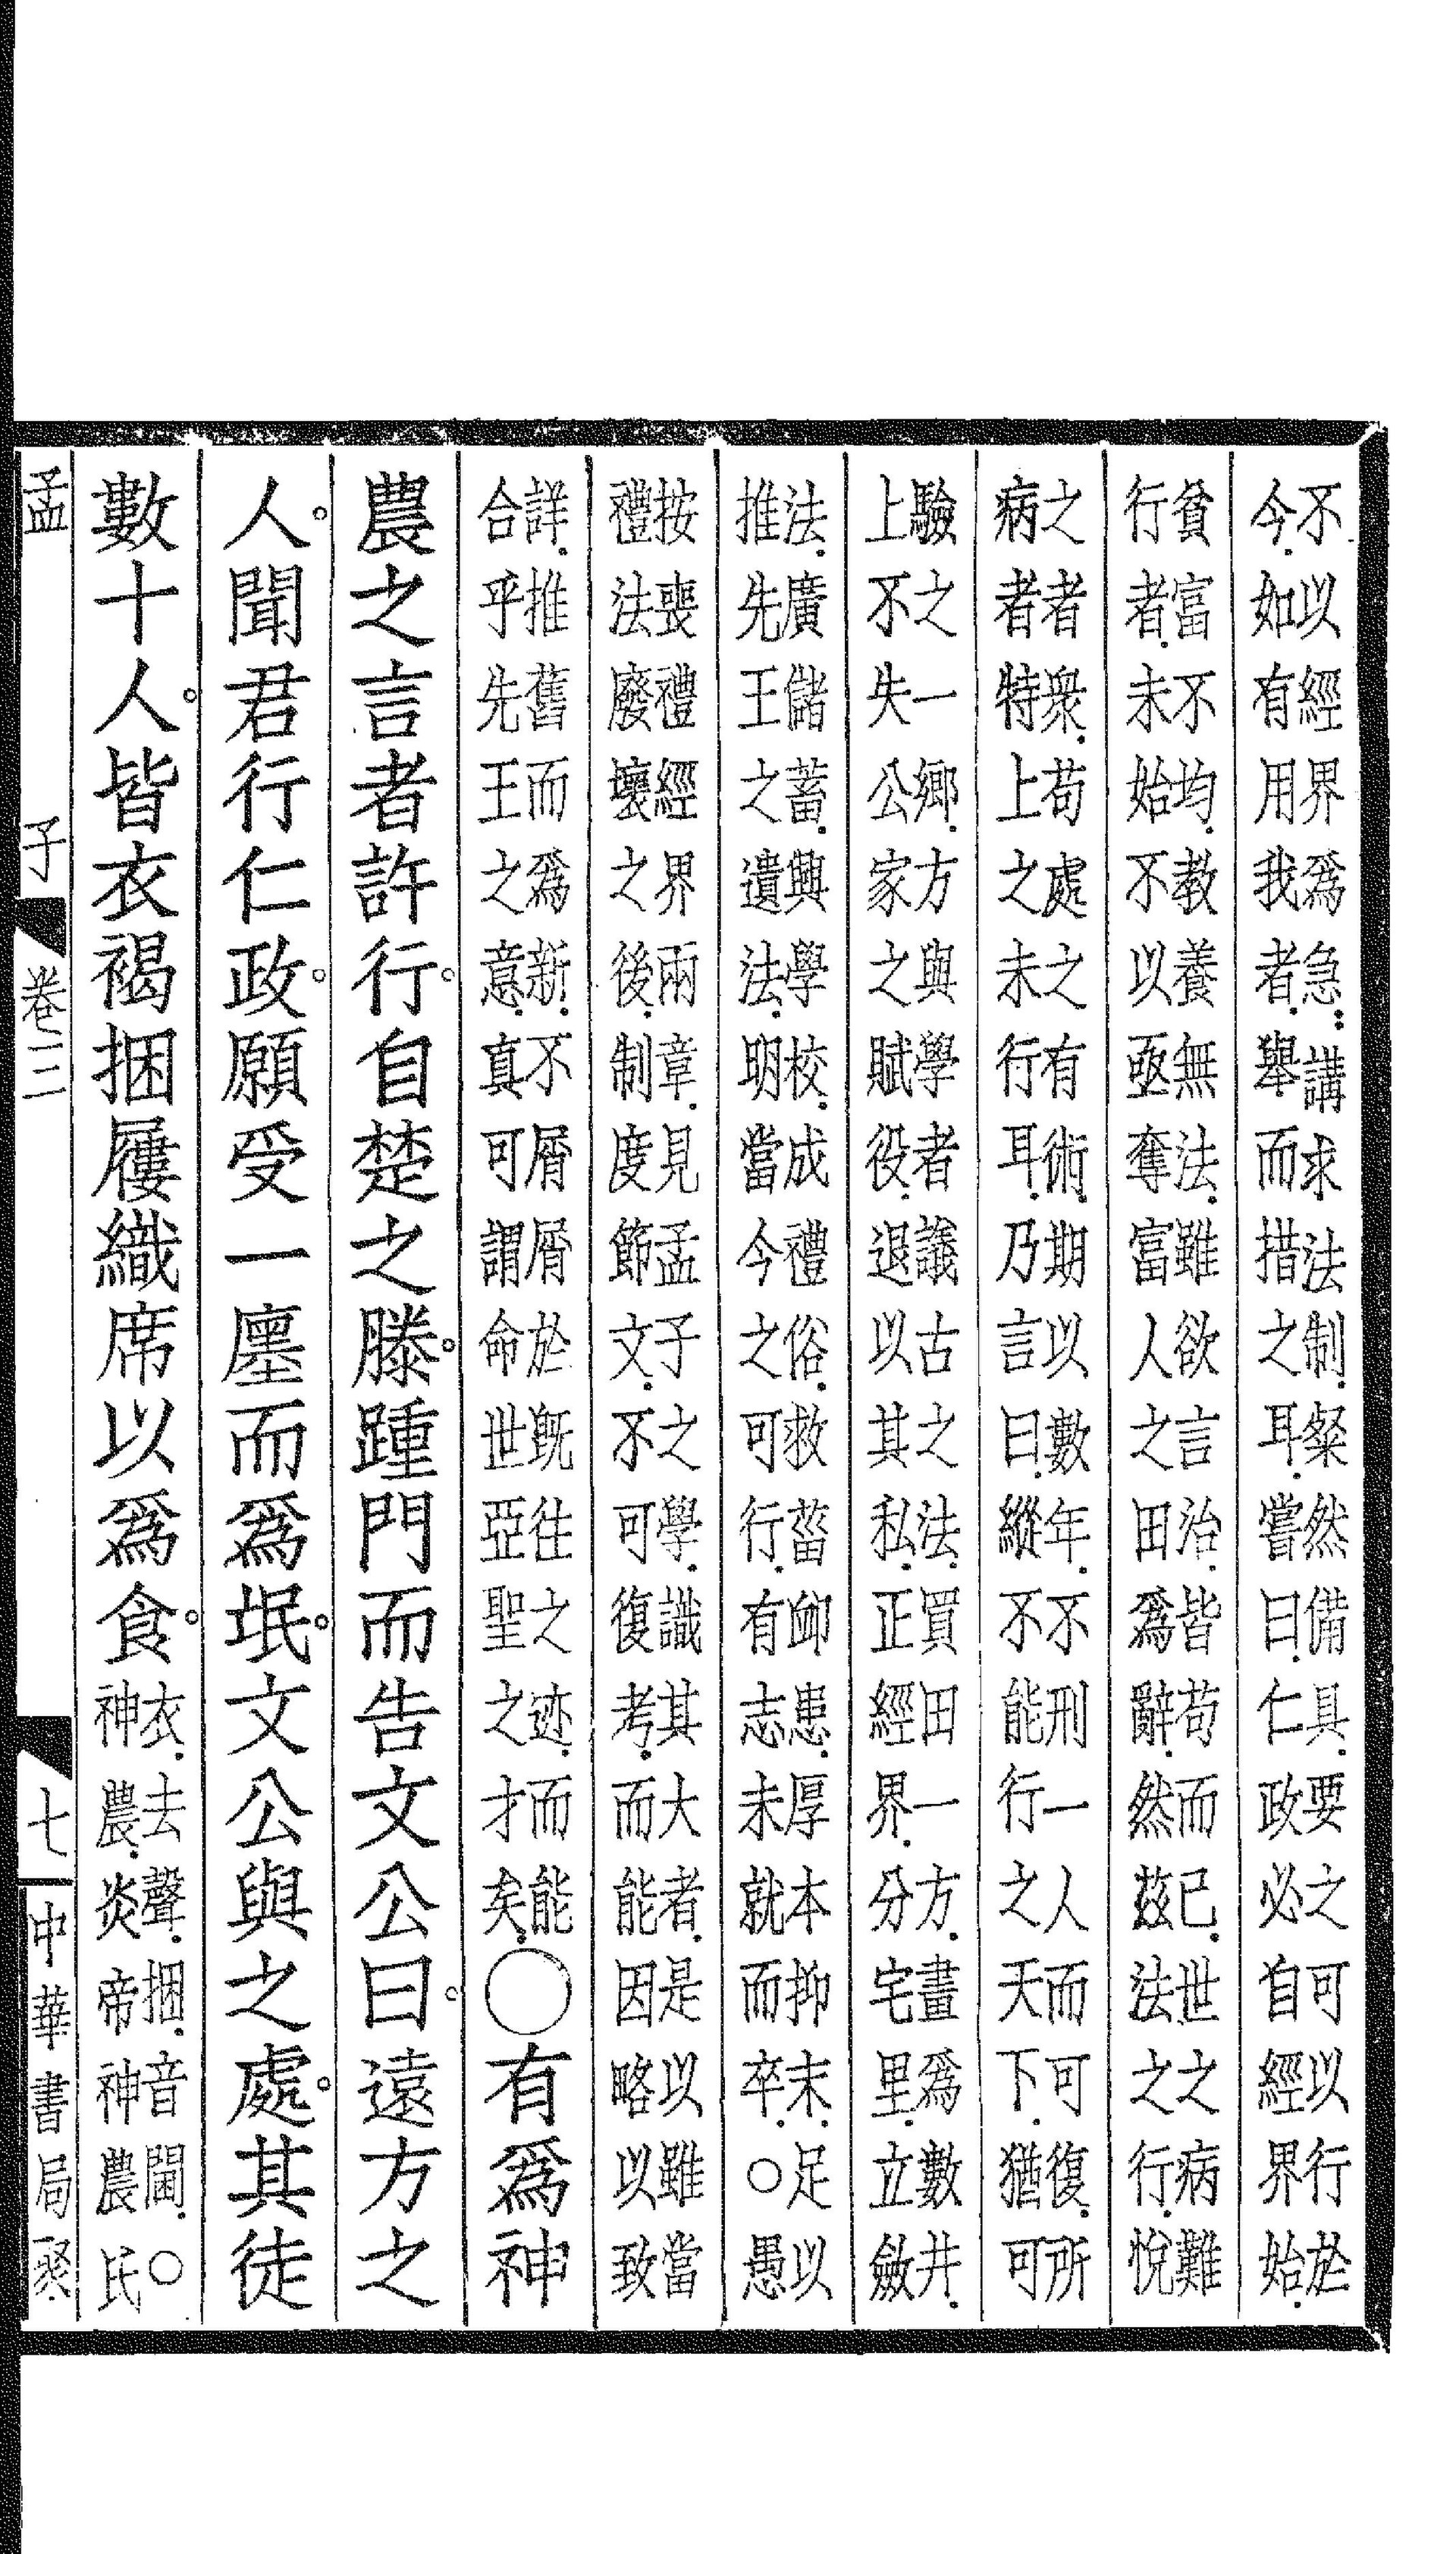 不以經界爲急．講求法制．粲然備具．要之可以行於
今．如有用我者．舉而措之耳．嘗曰．仁政必自經界始．
貧富不均．教養無法．雖欲言治．皆苟而已．世之病難
行者．未始不以亟奪富人之田爲辭．然茲法之行．悅
之者衆．苟處之有術．期以數年．不刑一人而可復．所
病者特上之未行耳．乃言曰．縱不能行之天下．猶可
驗之一鄉．方與學者議古之法．買田一方．畫爲數井．
上不失公家之賦役．退以其私．正經界．分宅里．立斂
法．廣儲蓄．興學校．成禮俗．救菑卹患．厚本抑末．足以
推先王之遺法．明當今之可行．有志未就而卒．○愚
按喪禮經界兩章．見孟子之學．識其大者．是以雖當
禮法廢壞之後．制度節文．不可復考．而能因略以致
詳．推舊而爲新．不屑屑於既往之迹．而能
合乎先王之意．真可謂命世亞聖之才矣．
○有爲神
農之言者許行。自楚之滕。踵門而告文公曰。遠方之
人。聞君行仁政。願受一廛而爲氓。文公與之處。其徒
數十人。皆衣褐捆屨織席以爲食。
衣．去聲．捆．音閫．○
神農．炎帝神農氏
孟 子 卷三 七 中華書局聚